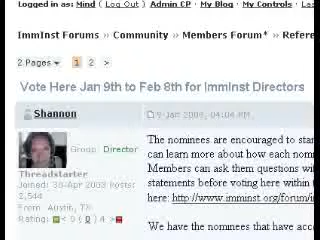 Logged in as: Mind ( Log Out ) Admin CP · My Blog · My Controls ·
ImmInst Forums » Community » Members Forum* » Refere
2 Pages 1 2 >
Vote Here Jan 9th to Feb 8th for ImmInst Directors
Shannon
9-Jan 2009, 04:04 PM
Group: Director
Threadstarter
Joined: 30-Apr 2003 Posts:
2,544
From: Austin, TX
Rating: < 9 ( 0 ) 4 >
The nominees are encouraged to star
can learn more about how each nom
Members can ask them questions wi
statements before voting here within t
here: http://www.imminst.org/forum/i
We have the nominees that have acc